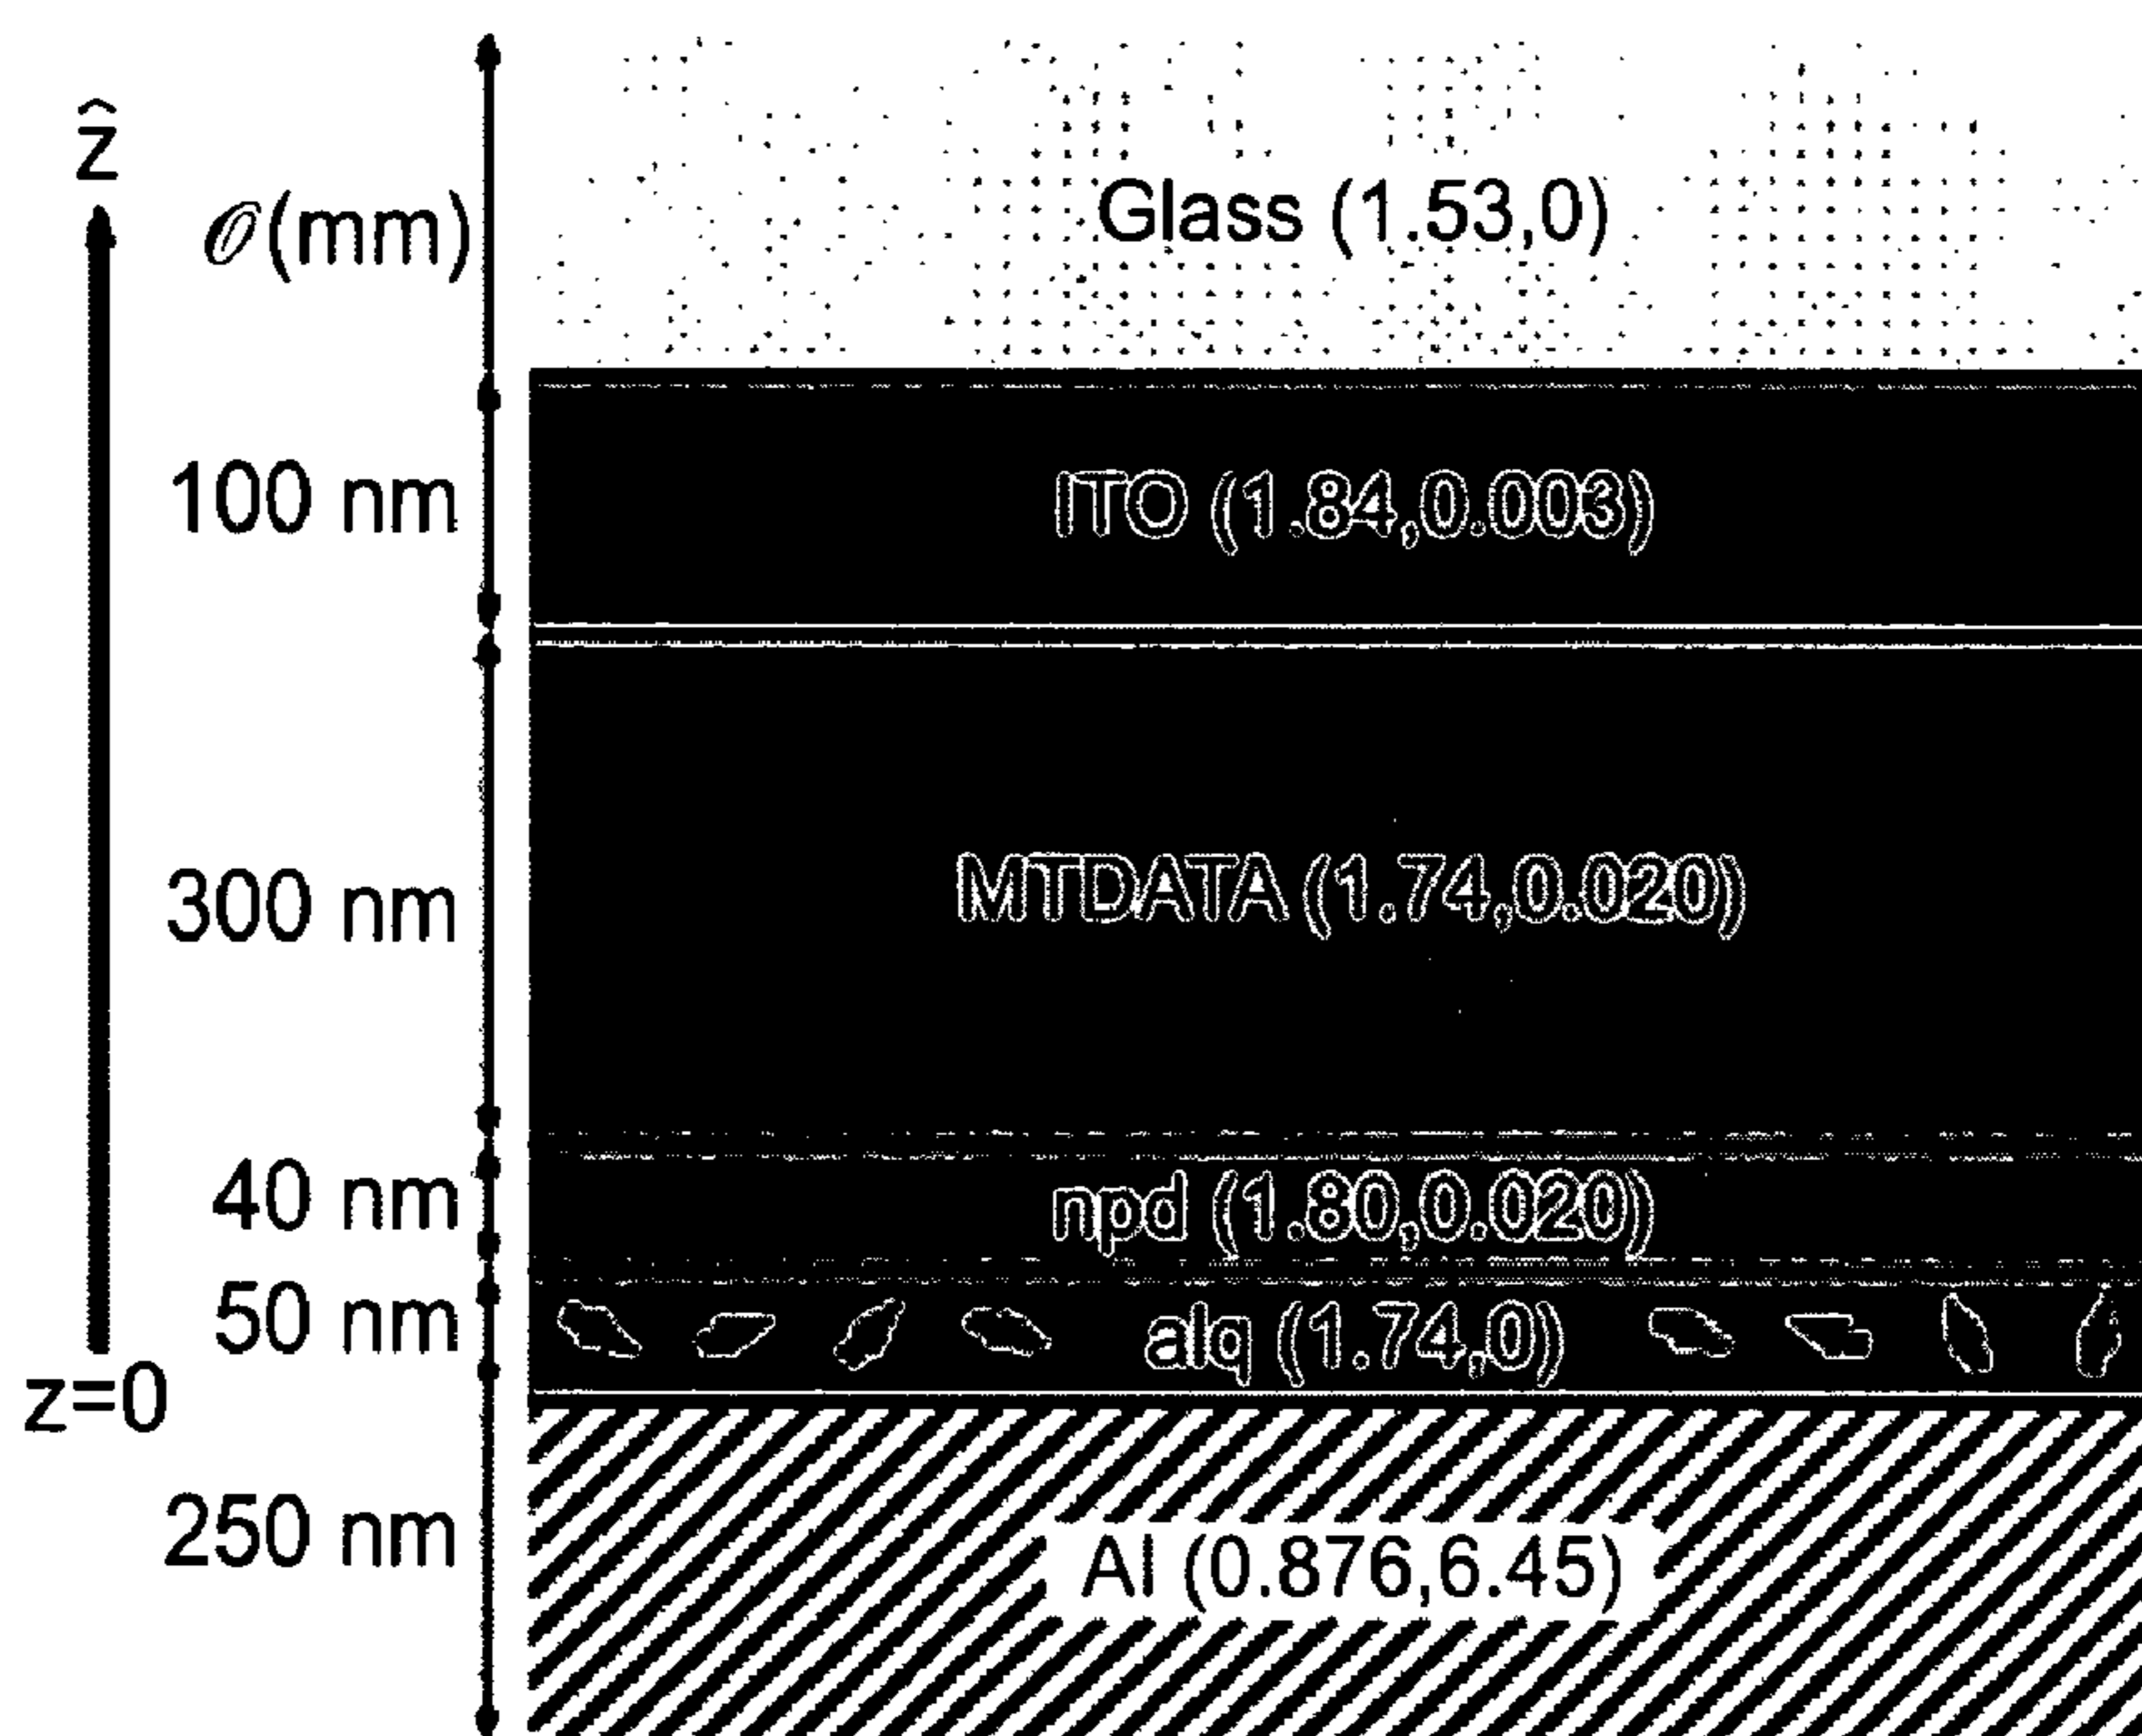 ẑ
𝒪(mm)
Glass (1.53,0)
100 nm
ITO (1.84,0.003)
300 nm
MTDATA (1.74,0.020)
40 nm
npd (1.80,0.020)
50 nm
alq (1.74,0)
z=0
250 nm
Al (0.876,6.45)